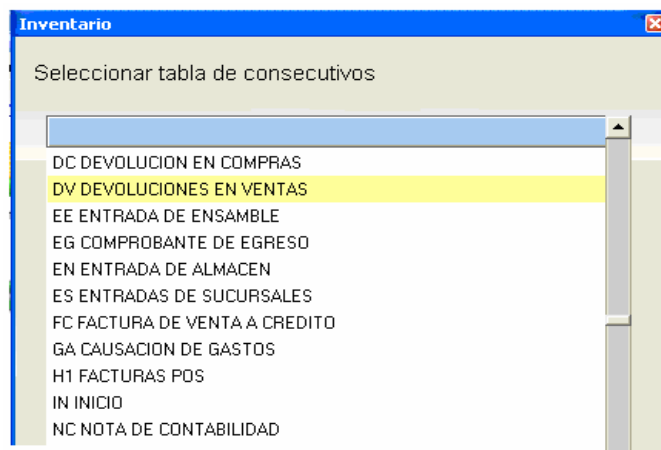 Inventario
Seleccionar tabla de consecutivos
DC DEVOLUCION EN COMPRAS
DV DEVOLUCIONES EN VENTAS
EE ENTRADA DE ENSAMBLE
EG COMPROBANTE DE EGRESO
EN ENTRADA DE ALMACEN
ES ENTRADAS DE SUCURSALES
FC FACTURA DE VENTA A CREDITO
GA CAUSACION DE GASTOS
H1 FACTURAS POS
IN INICIO
NC NOTA DE CONTABILIDAD